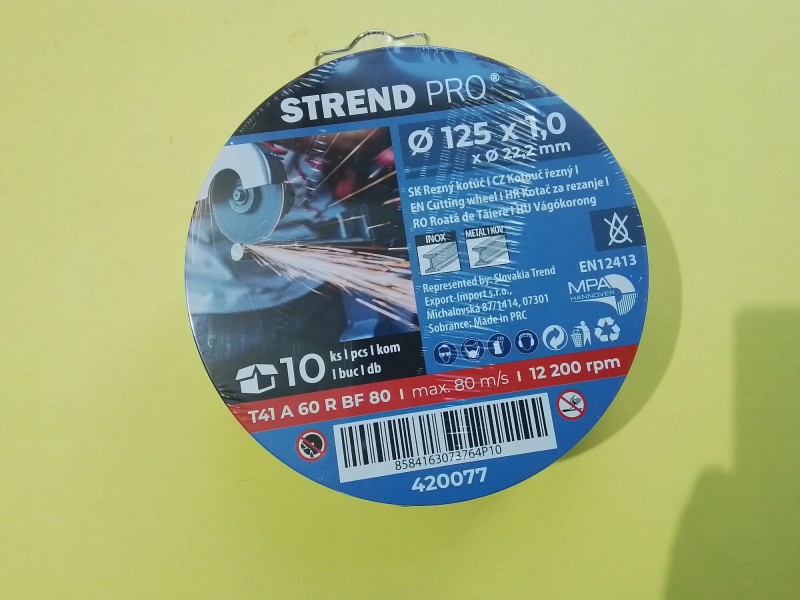 STREND PRO®
Ø 125 x 1,0
x Ø 22,2 mm
SK Rezný kotúč I CZ Kotouč řezný I
EN Cutting wheel I HR Kotač za rezanje I
RO Roată de Tăiere I HU Vágókorong
INOX
METAL I KOV
EN12413
MPA
HANNOVER
Represented by: Slovakia Trend
Export-Import s.r.o.,
Michalovská 87/1414, 07301
Sobrance; Made in PRC
10 ks I pcs I kom
I buc I db
T41 A 60 R BF 80 I max. 80 m/s I 12 200 rpm
8584163073764P10
420077